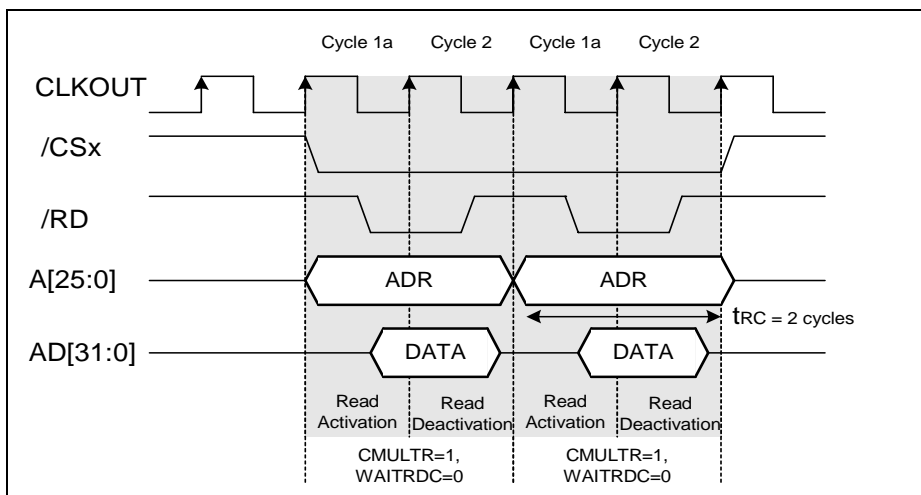 Cycle 1a Cycle 2 Cycle 1a Cycle 2
CLKOUT
/CSx
/RD
A[25:0] ADR ADR
tRC = 2 cycles
AD[31:0] DATA DATA
Read Read Read Read
Activation Deactivation Activation Deactivation
CMULTR=1, CMULTR=1,
WAITRDC=0 WAITRDC=0